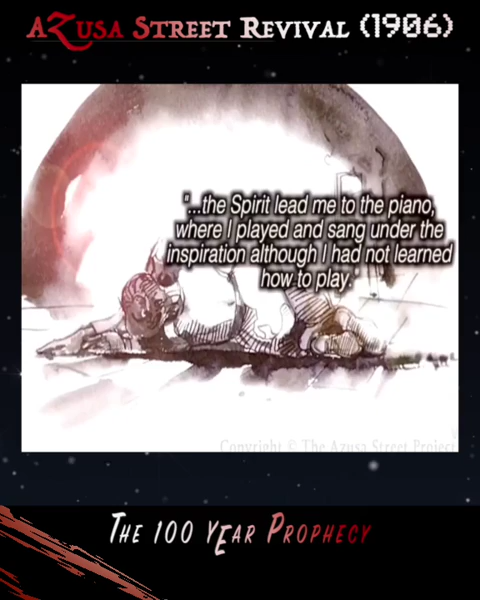 Azusa Street Revival (1906)
"...the Spirit lead me to the piano,
where I played and sang under the
inspiration although I had not learned
how to play."
Copyright © The Azusa Street Project
The 100 Year Prophecy